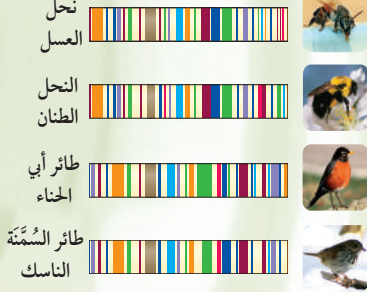 نحل
العسل
النحل
الطنان
طائر أبي
الحناء
طائر السُمَّنَة
الناسك